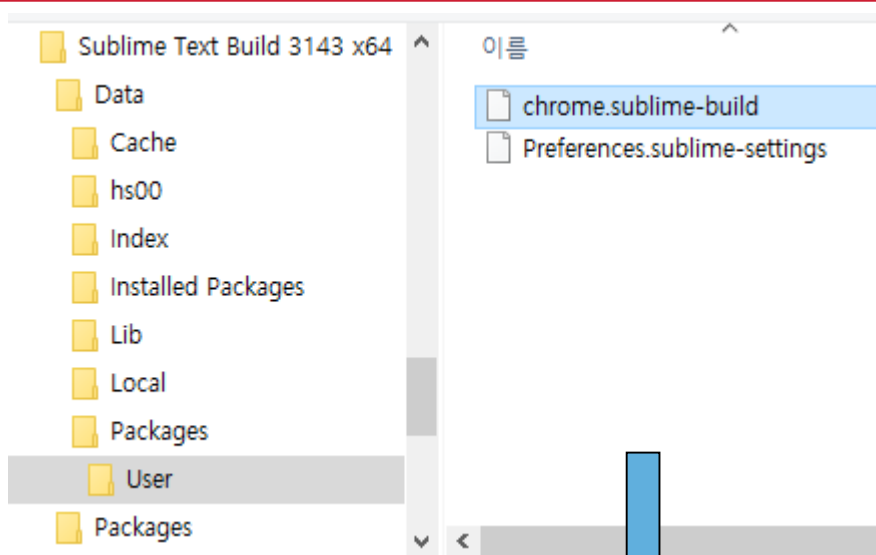 Sublime Text Build 3143 x64
Data
Cache
hs00
Index
Installed Packages
Lib
Local
Packages
User
Packages
이름
chrome.sublime-build
Preferences.sublime-settings